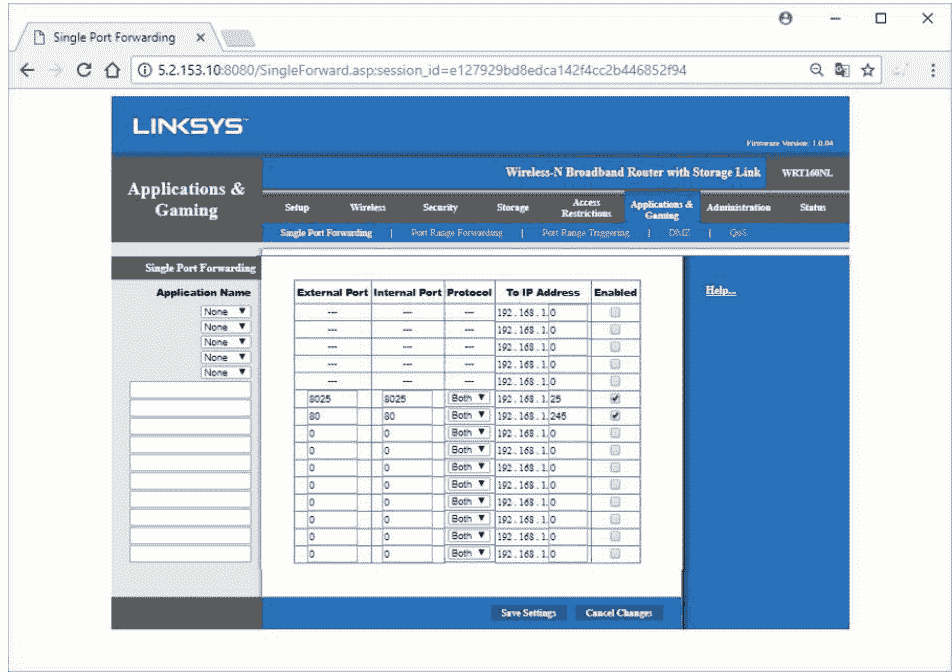 Single Port Forwarding
5.2.153.10:8080/SingleForward.asp;session_id=e127929bd8edca142f4cc2b446852f94
LINKSYS
Firmware Version: 1.0.04
Wireless-N Broadband Router with Storage Link WRT160NL
Applications & Gaming
Setup Wireless Security Storage Access Restrictions Applications & Gaming Administration Status
Single Port Forwarding | Port Range Forwarding | Port Range Triggering | DMZ | QoS
Single Port Forwarding
Help...
Application Name External Port Internal Port Protocol To IP Address Enabled
None --- --- --- 192 . 168 . 1. 0
None --- --- --- 192 . 168 . 1. 0
None --- --- --- 192 . 168 . 1. 0
None --- --- --- 192 . 168 . 1. 0
None --- --- --- 192 . 168 . 1. 0
8025 8025 Both 192 . 168 . 1. 25
80 80 Both 192 . 168 . 1. 245
0 0 Both 192 . 168 . 1. 0
0 0 Both 192 . 168 . 1. 0
0 0 Both 192 . 168 . 1. 0
0 0 Both 192 . 168 . 1. 0
0 0 Both 192 . 168 . 1. 0
0 0 Both 192 . 168 . 1. 0
0 0 Both 192 . 168 . 1. 0
0 0 Both 192 . 168 . 1. 0
Save Settings Cancel Changes